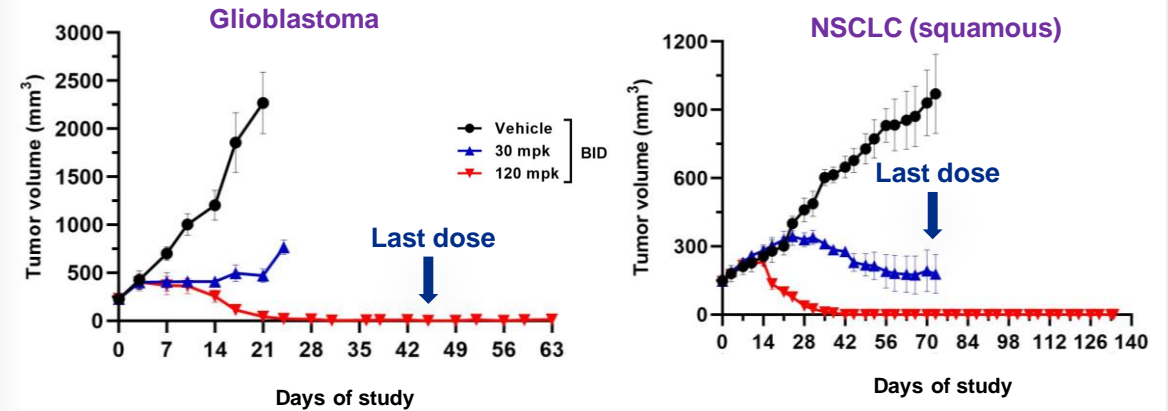 Glioblastoma
Tumor volume (mm³)
3000
2500
2000
1500
1000
500
0
0 7 14 21 28 35 42 49 56 63
Days of study
Vehicle
30 mpk
120 mpk
BID
Last dose
NSCLC (squamous)
Tumor volume (mm³)
1200
900
600
300
0
0 14 28 42 56 70 84 98 112 126 140
Days of study
Last dose